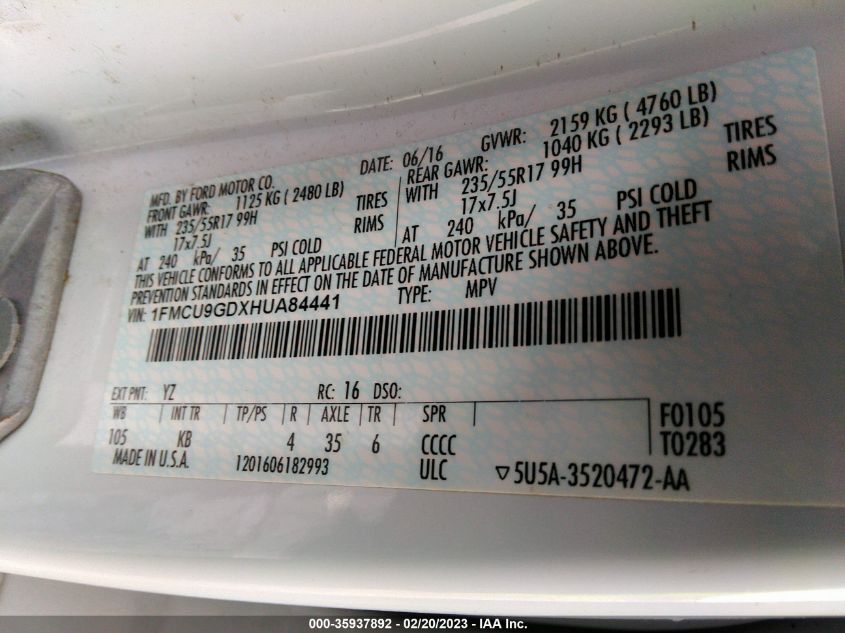 MFD. BY FORD MOTOR CO. DATE: 06/16 GVWR: 2159 KG ( 4760 LB)
FRONT GAWR: 1125 KG ( 2480 LB) REAR GAWR: 1040 KG ( 2293 LB)
WITH 235/55R17 99H TIRES WITH 235/55R17 99H TIRES
17x7.5J RIMS 17x7.5J RIMS
AT 240 kPa/ 35 PSI COLD AT 240 kPa/ 35 PSI COLD
THIS VEHICLE CONFORMS TO ALL APPLICABLE FEDERAL MOTOR VEHICLE SAFETY AND THEFT
PREVENTION STANDARDS IN EFFECT ON THE DATE OF MANUFACTURE SHOWN ABOVE.
VIN: 1FMCU9GDXHUA84441 TYPE: MPV
EXT PNT: YZ RC: 16 DSO:
WB INT TR TP/PS R AXLE TR SPR F0105
105 KB 4 35 6 CCCC T0283
MADE IN U.S.A. 1201606182993 ULC ▽5U5A-3520472-AA
000-35937892 - 02/20/2023 - IAA Inc.